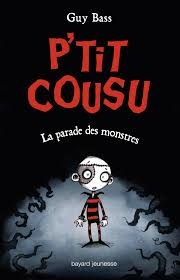 Guy Bass
P'TIT
COUSU
La parade des monstres
bayard jeunesse